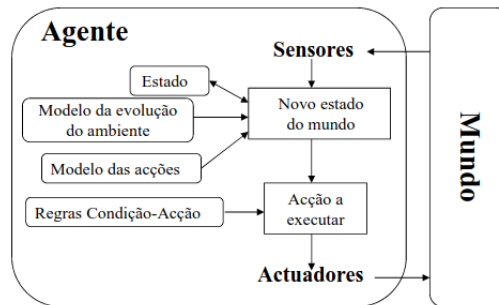 Agente
Sensores
Estado
Modelo da evolução
do ambiente
Novo estado
do mundo
Modelo das acções
Regras Condição-Acção
Acção a
executar
Actuadores
Mundo